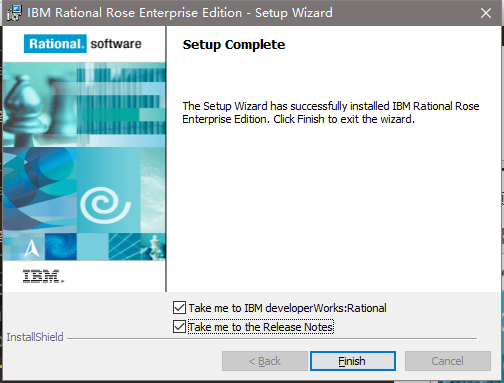 IBM Rational Rose Enterprise Edition - Setup Wizard
Rational. software
Setup Complete
The Setup Wizard has successfully installed IBM Rational Rose
Enterprise Edition. Click Finish to exit the wizard.
IBM.
Take me to IBM developerWorks:Rational
Take me to the Release Notes
InstallShield
< Back
Finish
Cancel